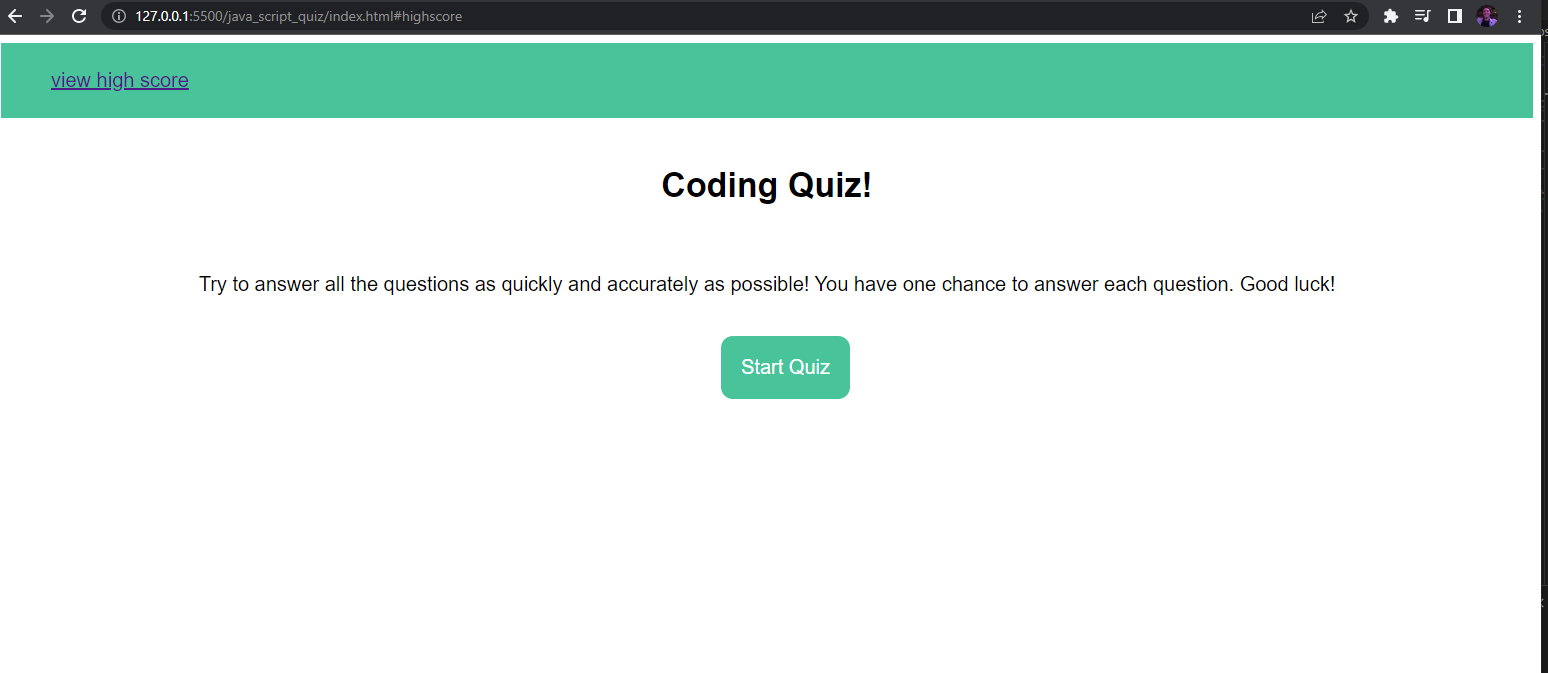 127.0.0.1:5500/java_script_quiz/index.html#highscore
view high score
Coding Quiz!
Try to answer all the questions as quickly and accurately as possible! You have one chance to answer each question. Good luck!
Start Quiz